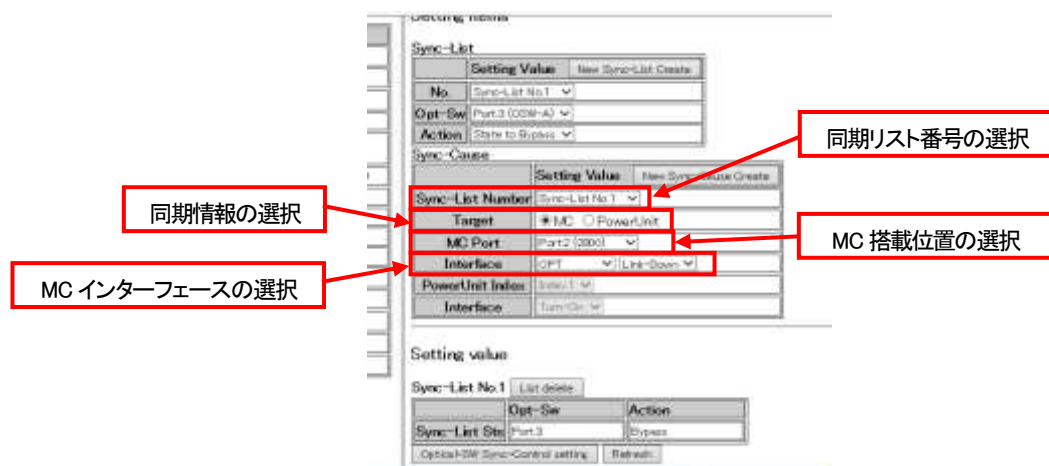 Setting items
Sync-List
Setting Value New Sync-List Create
No. Sync-List No.1
Opt-Sw Port.3 (OSW-A)
Action State to Bypass
Sync-Cause
Setting Value New Sync-Cause Create
Sync-List Number Sync-List No.1
Target MC PowerUnit
MC Port Port.2 (2800)
Interface OPT Link-Down
PowerUnit Index Index.1
Interface Turn-On
同期リスト番号の選択
同期情報の選択
MC 搭載位置の選択
MC インターフェースの選択
Setting value
Sync-List No.1 List delete
Opt-Sw Action
Sync-List Sts Port.3 Bypass
Optical-SW Sync-Control setting Refresh